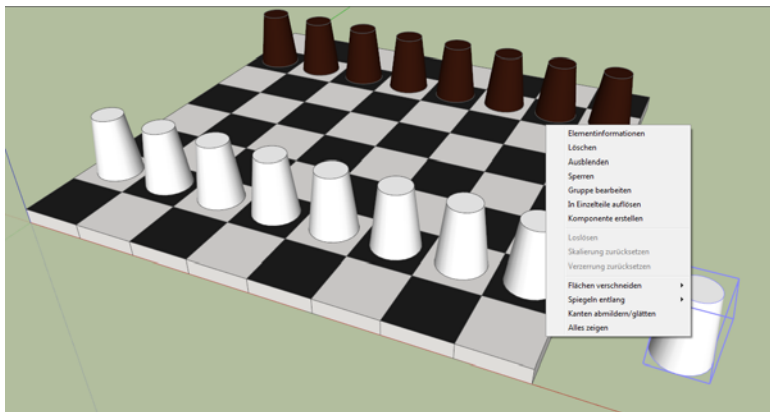 Elementinformationen
Löschen
Ausblenden
Sperren
Gruppe bearbeiten
In Einzelteile auflösen
Komponente erstellen
Loslösen
Skalierung zurücksetzen
Verzerrung zurücksetzen
Flächen verschneiden
Spiegeln entlang
Kanten abmildern/glätten
Alles zeigen